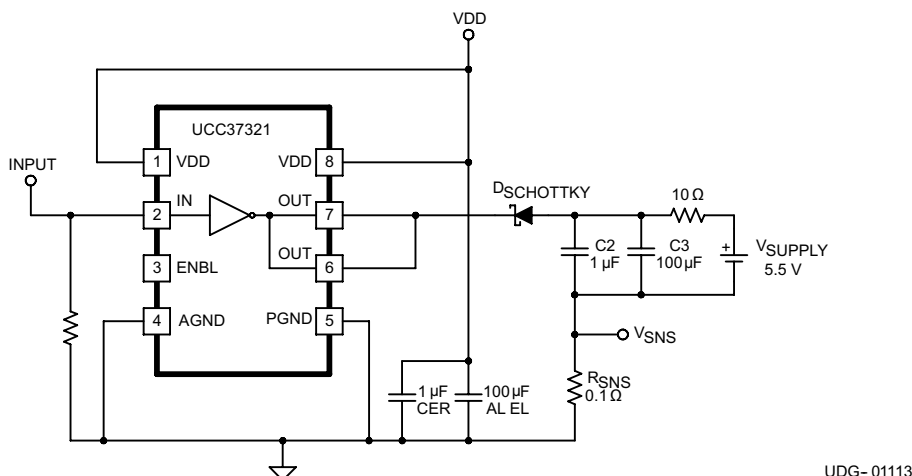 VDD
UCC37321
INPUT
1 VDD VDD 8
2 IN OUT 7
3 ENBL OUT 6
4 AGND PGND 5
DSCHOTTKY
10 Ω
C2
1 µF
C3
100 µF
+
VSUPPLY
5.5 V
VSNS
RSNS
0.1 Ω
1 µF
CER
100 µF
AL EL
UDG-01113